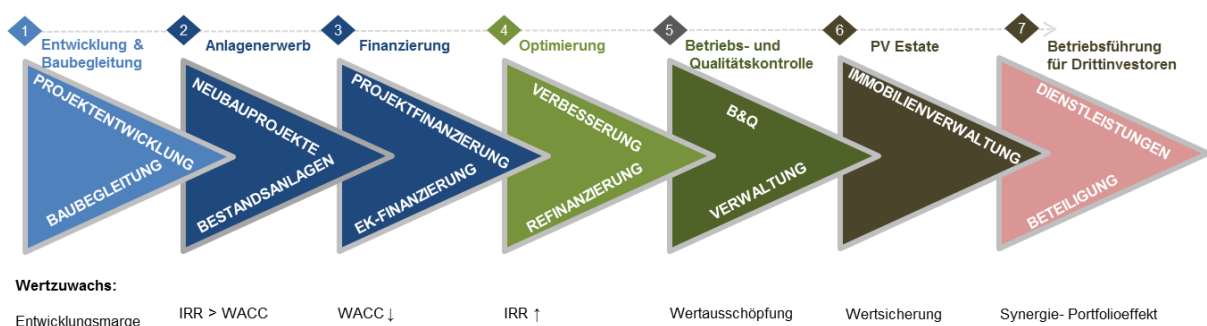 1
2
3
4
5
6
7
Entwicklung &
Baubegleitung
Anlagenerwerb
Finanzierung
Optimierung
Betriebs- und
Qualitätskontrolle
PV Estate
Betriebsführung
für Drittinvestoren
PROJEKTENTWICKLUNG
BAUBEGLEITUNG
NEUBAUPROJEKTE
BESTANDSANLAGEN
PROJEKTFINANZIERUNG
EK-FINANZIERUNG
VERBESSERUNG
REFINANZIERUNG
B&Q
VERWALTUNG
IMMOBILIENVERWALTUNG
DIENSTLEISTUNGEN
BETEILIGUNG
Wertzuwachs:
Entwicklungsmarge
IRR > WACC
WACC ↓
IRR ↑
Wertausschöpfung
Wertsicherung
Synergie- Portfolioeffekt